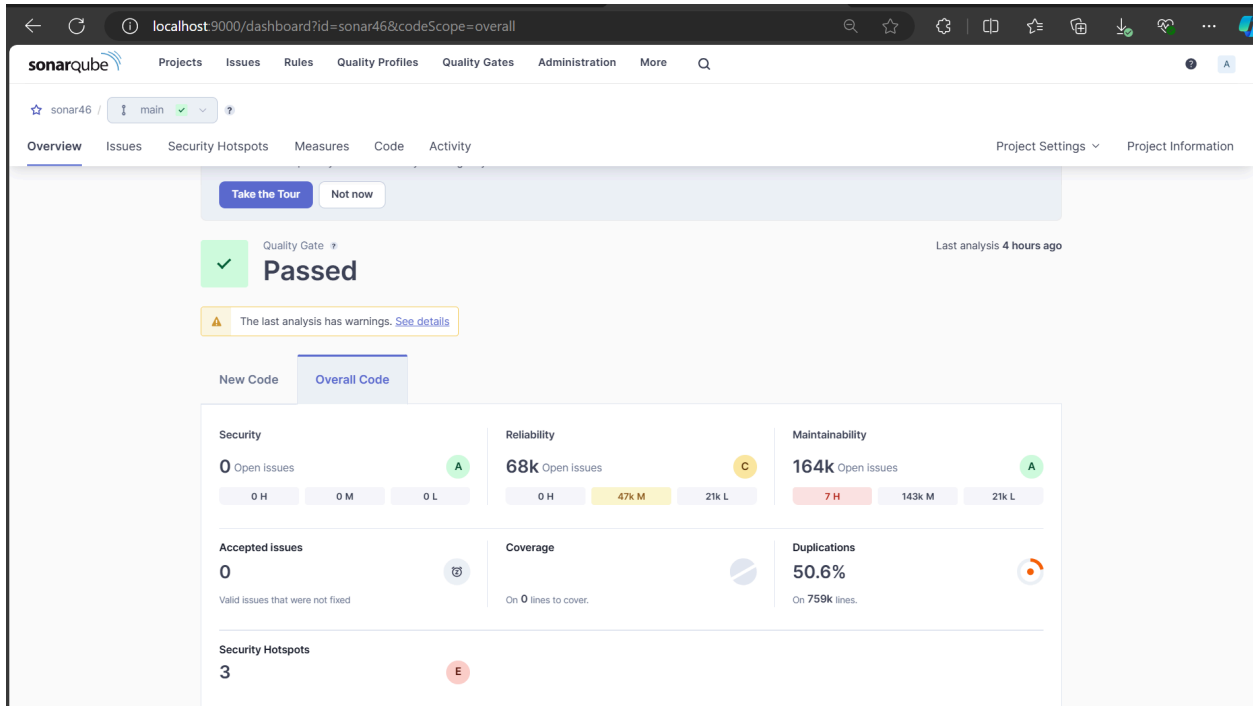 localhost:9000/dashboard?id=sonar46&codeScope=overall
sonarqube Projects Issues Rules Quality Profiles Quality Gates Administration More ? A
sonar46 / main ?
Overview Issues Security Hotspots Measures Code Activity Project Settings Project Information
Take the Tour Not now
Quality Gate ? Last analysis 4 hours ago
Passed
The last analysis has warnings. See details
New Code Overall Code
Security Reliability Maintainability
0 Open issues A 68k Open issues C 164k Open issues A
0 H 0 M 0 L 0 H 47k M 21k L 7 H 143k M 21k L
Accepted issues Coverage Duplications
0 50.6%
Valid issues that were not fixed On 0 lines to cover. On 759k lines.
Security Hotspots
3 E